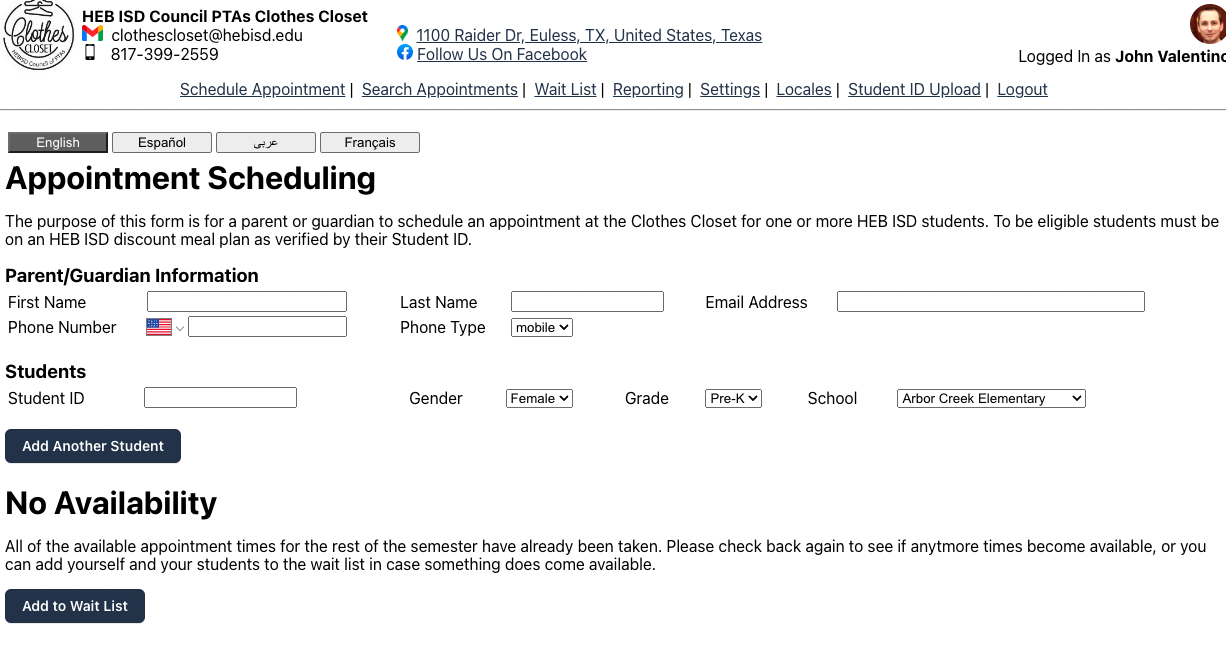 Clothes
CLOSET
HEBISD Council of PTAs
HEB ISD Council PTAs Clothes Closet
clothescloset@hebisd.edu
817-399-2559
1100 Raider Dr, Euless, TX, United States, Texas
Follow Us On Facebook
Logged In as John Valentino
Schedule Appointment | Search Appointments | Wait List | Reporting | Settings | Locales | Student ID Upload | Logout
English Español عربى Français
Appointment Scheduling
The purpose of this form is for a parent or guardian to schedule an appointment at the Clothes Closet for one or more HEB ISD students. To be eligible students must be
on an HEB ISD discount meal plan as verified by their Student ID.
Parent/Guardian Information
First Name Last Name Email Address
Phone Number Phone Type mobile
Students
Student ID Gender Female Grade Pre-K School Arbor Creek Elementary
Add Another Student
No Availability
All of the available appointment times for the rest of the semester have already been taken. Please check back again to see if anytmore times become available, or you
can add yourself and your students to the wait list in case something does come available.
Add to Wait List